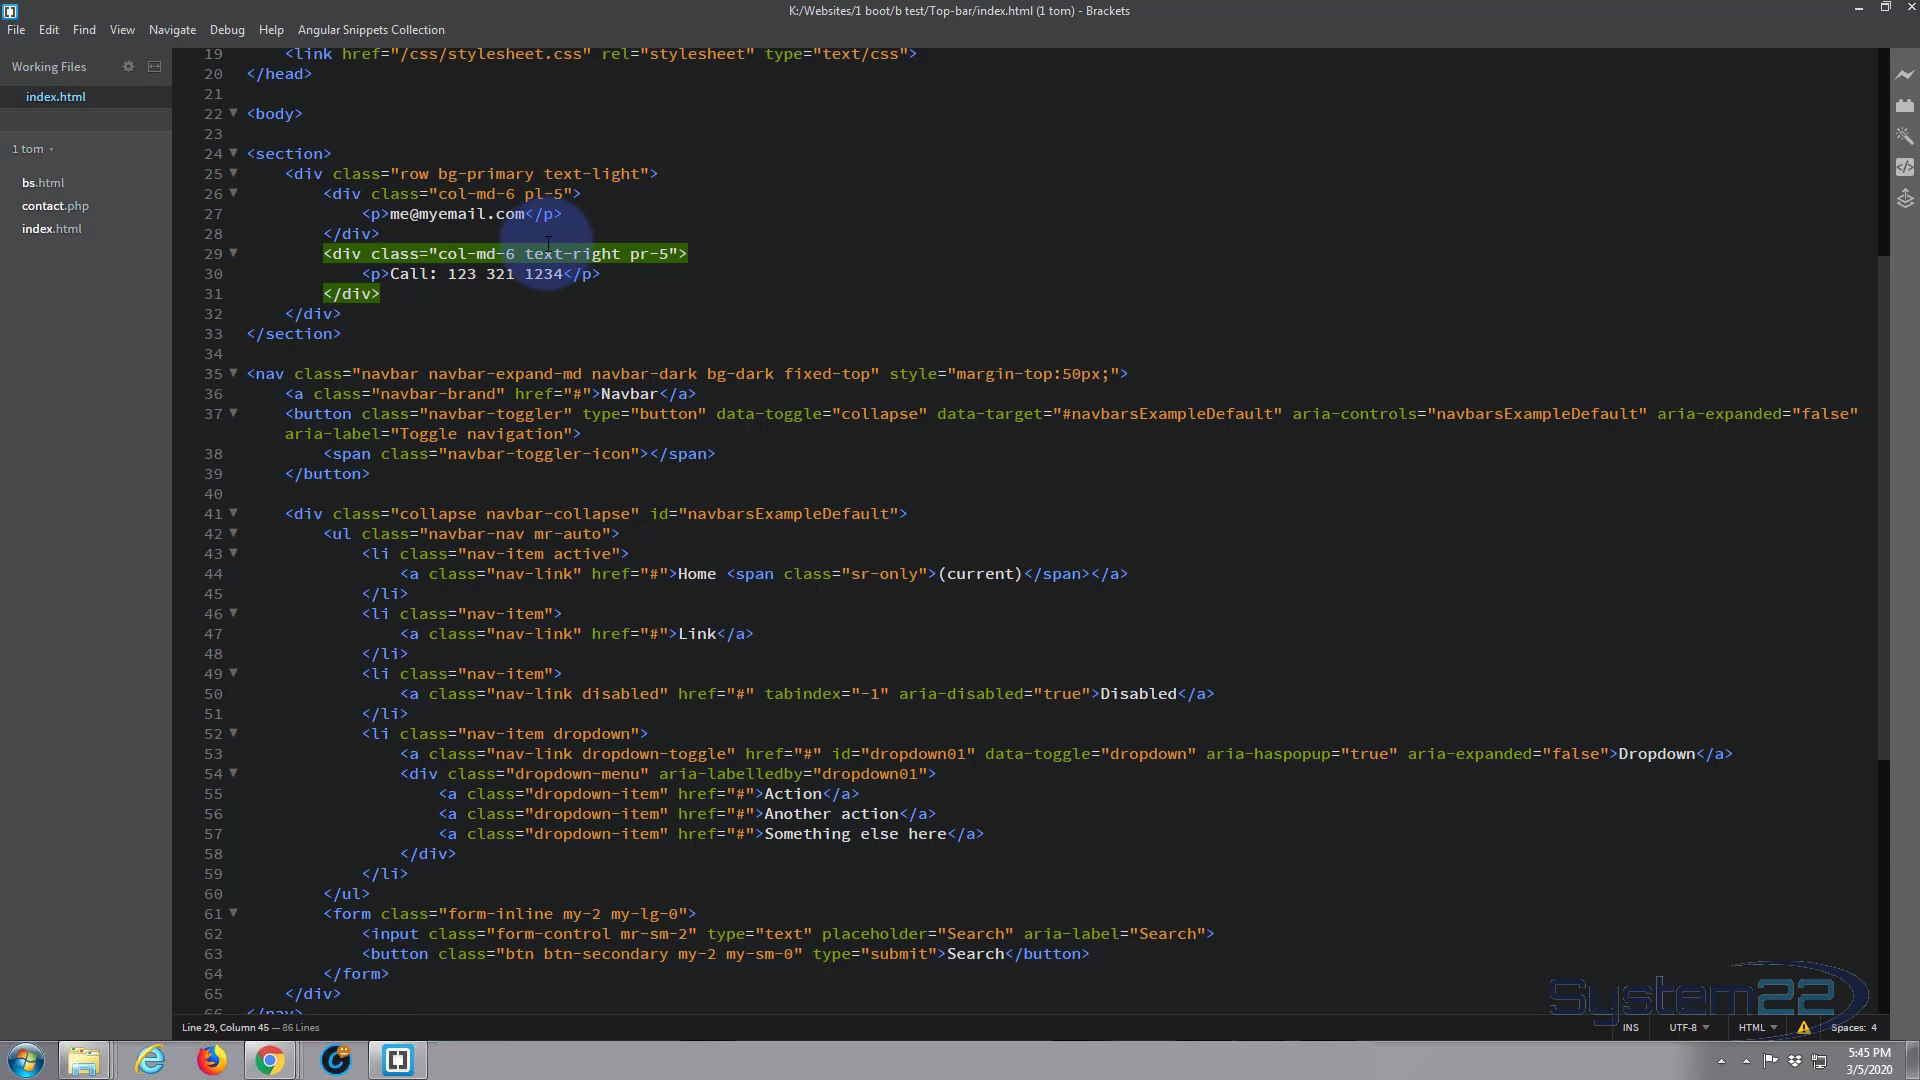 K:/Websites/1 boot/b test/Top-bar/index.html (1 tom) - Brackets
File Edit Find View Navigate Debug Help Angular Snippets Collection
Working Files
index.html
1 tom
bs.html
contact.php
index.html
19 <link href="/css/stylesheet.css" rel="stylesheet" type="text/css">
20 </head>
21
22 <body>
23
24 <section>
25 <div class="row bg-primary text-light">
26 <div class="col-md-6 pl-5">
27 <p>me@myemail.com</p>
28 </div>
29 <div class="col-md-6 text-right pr-5">
30 <p>Call: 123 321 1234</p>
31 </div>
32 </div>
33 </section>
34
35 <nav class="navbar navbar-expand-md navbar-dark bg-dark fixed-top" style="margin-top:50px;">
36 <a class="navbar-brand" href="#">Navbar</a>
37 <button class="navbar-toggler" type="button" data-toggle="collapse" data-target="#navbarsExampleDefault" aria-controls="navbarsExampleDefault" aria-expanded="false"
aria-label="Toggle navigation">
38 <span class="navbar-toggler-icon"></span>
39 </button>
40
41 <div class="collapse navbar-collapse" id="navbarsExampleDefault">
42 <ul class="navbar-nav mr-auto">
43 <li class="nav-item active">
44 <a class="nav-link" href="#">Home <span class="sr-only">(current)</span></a>
45 </li>
46 <li class="nav-item">
47 <a class="nav-link" href="#">Link</a>
48 </li>
49 <li class="nav-item">
50 <a class="nav-link disabled" href="#" tabindex="-1" aria-disabled="true">Disabled</a>
51 </li>
52 <li class="nav-item dropdown">
53 <a class="nav-link dropdown-toggle" href="#" id="dropdown01" data-toggle="dropdown" aria-haspopup="true" aria-expanded="false">Dropdown</a>
54 <div class="dropdown-menu" aria-labelledby="dropdown01">
55 <a class="dropdown-item" href="#">Action</a>
56 <a class="dropdown-item" href="#">Another action</a>
57 <a class="dropdown-item" href="#">Something else here</a>
58 </div>
59 </li>
60 </ul>
61 <form class="form-inline my-2 my-lg-0">
62 <input class="form-control mr-sm-2" type="text" placeholder="Search" aria-label="Search">
63 <button class="btn btn-secondary my-2 my-sm-0" type="submit">Search</button>
64 </form>
65 </div>
66 </nav>
System22
Line 29, Column 45 — 86 Lines
INS UTF-8 HTML Spaces: 4
5:45 PM
3/5/2020